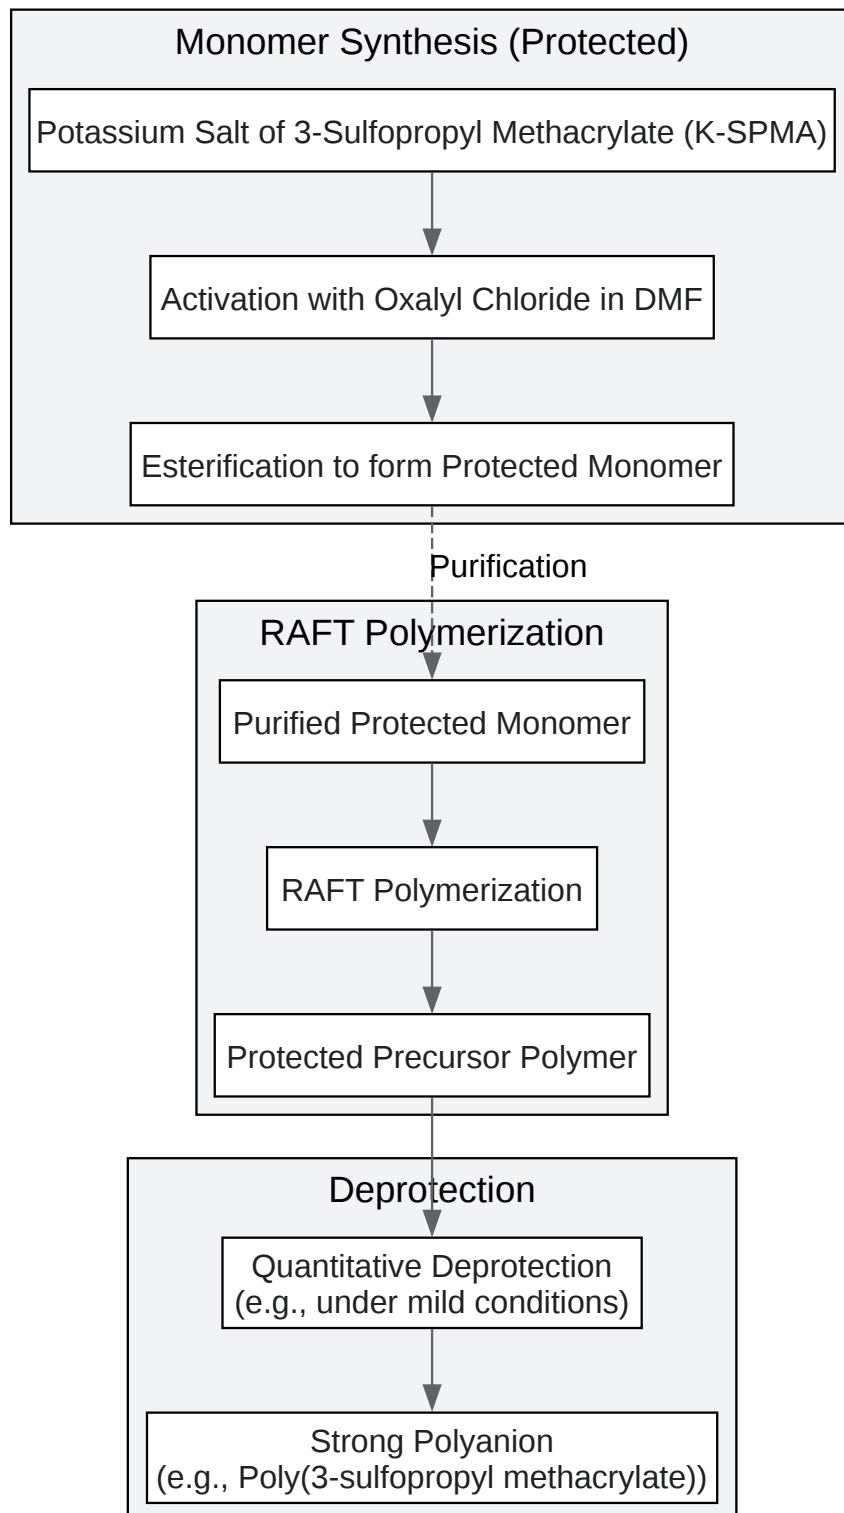 Monomer Synthesis (Protected)
Potassium Salt of 3-Sulfopropyl Methacrylate (K-SPMA)
Activation with Oxalyl Chloride in DMF
Esterification to form Protected Monomer
Purification
RAFT Polymerization
Purified Protected Monomer
RAFT Polymerization
Protected Precursor Polymer
Deprotection
Quantitative Deprotection
(e.g., under mild conditions)
Strong Polyanion
(e.g., Poly(3-sulfopropyl methacrylate))